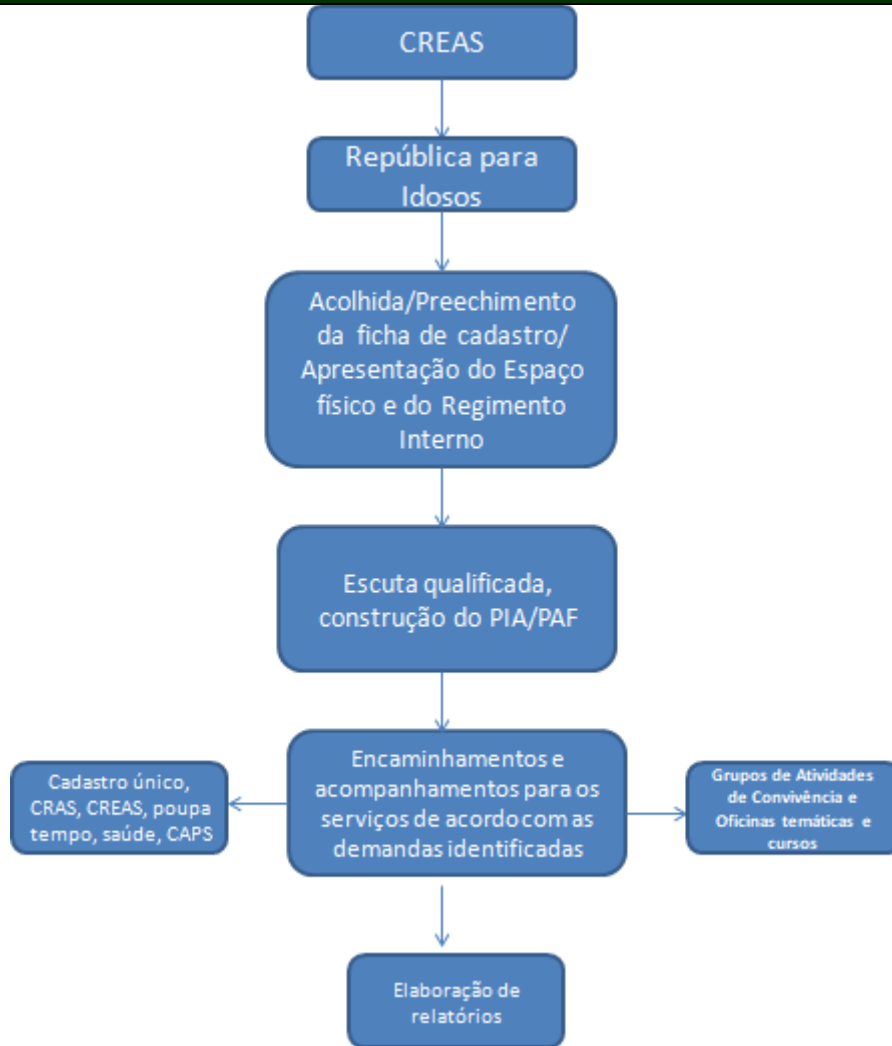 CREAS
República para
Idosos
Acolhida/Preechimento
da ficha de cadastro/
Apresentação do Espaço
físico e do Regimento
Interno
Escuta qualificada,
construção do PIA/PAF
Encaminhamentos e
acompanhamentos para os
serviços de acordo com as
demandas identificadas
Cadastro único,
CRAS, CREAS, poupa
tempo, saúde, CAPS
Grupos de Atividades
de Convivência e
Oficinas temáticas e
cursos
Elaboração de
relatórios